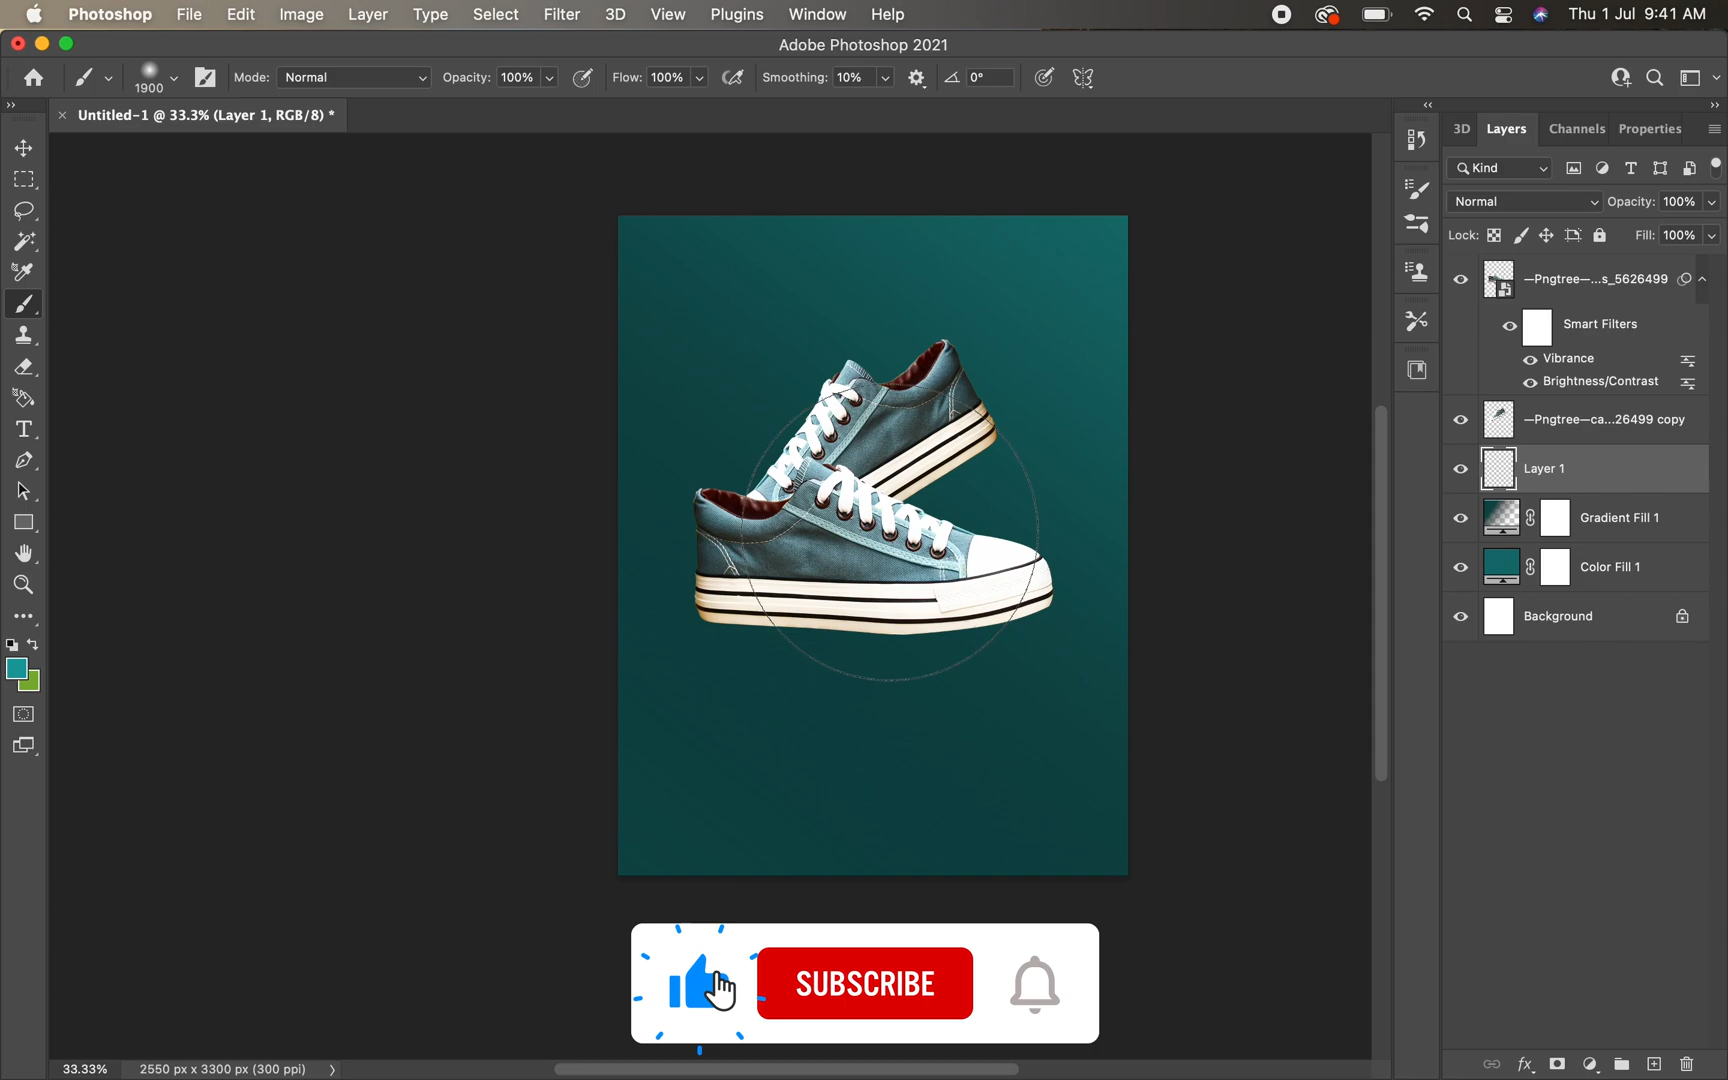 Photoshop File Edit Image Layer Type Select Filter 3D View Plugins Window Help Thu 1 Jul 9:41 AM
Adobe Photoshop 2021
1900 Mode: Normal Opacity: 100% Flow: 100% Smoothing: 10% 0°
Untitled-1 @ 33.3% (Layer 1, RGB/8) *
3D Layers Channels Properties
Kind
Normal Opacity: 100%
Lock: Fill: 100%
—Pngtree—...s_5626499
Smart Filters
Vibrance
Brightness/Contrast
—Pngtree—ca...26499 copy
Layer 1
Gradient Fill 1
Color Fill 1
Background
SUBSCRIBE
33.33% 2550 px x 3300 px (300 ppi)